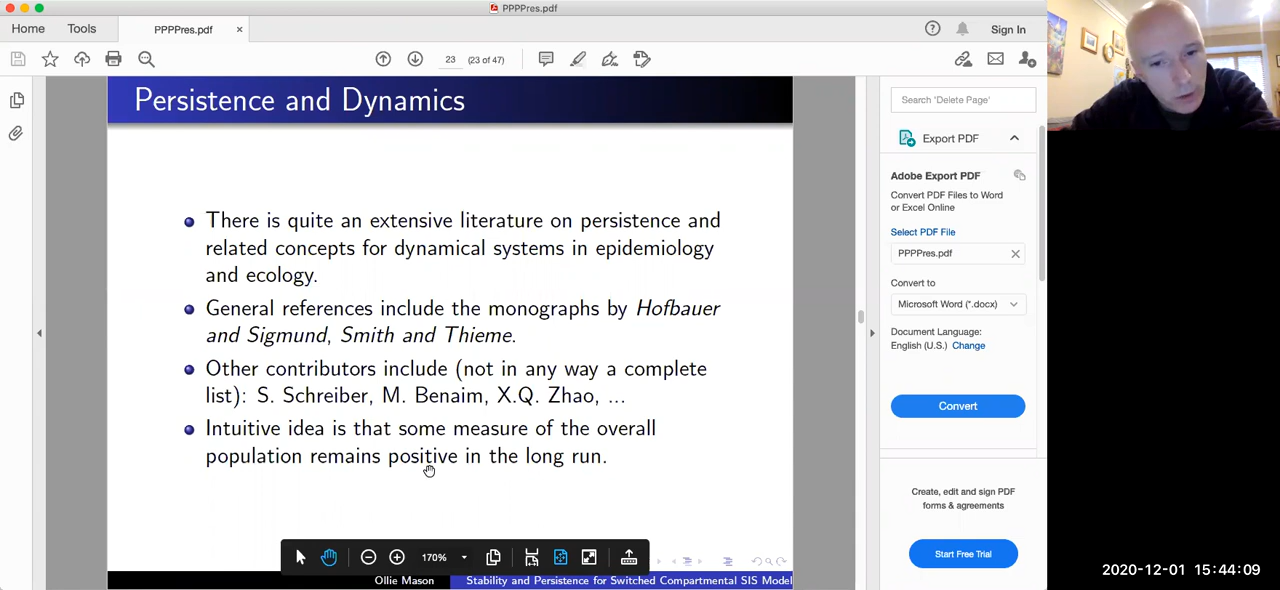 PPPPres.pdf
Home
Tools
PPPPres.pdf
×
Sign In
23 (23 of 47)
Persistence and Dynamics
There is quite an extensive literature on persistence and
related concepts for dynamical systems in epidemiology
and ecology.
General references include the monographs by Hofbauer
and Sigmund, Smith and Thieme.
Other contributors include (not in any way a complete
list): S. Schreiber, M. Benaim, X.Q. Zhao, ...
Intuitive idea is that some measure of the overall
population remains positive in the long run.
170%
Ollie Mason
Stability and Persistence for Switched Compartmental SIS Model
Search 'Delete Page'
Export PDF
Adobe Export PDF
Convert PDF Files to Word
or Excel Online
Select PDF File
PPPPres.pdf
Convert to
Microsoft Word (*.docx)
Document Language:
English (U.S.) Change
Convert
Create, edit and sign PDF
forms & agreements
Start Free Trial
2020-12-01 15:44:09